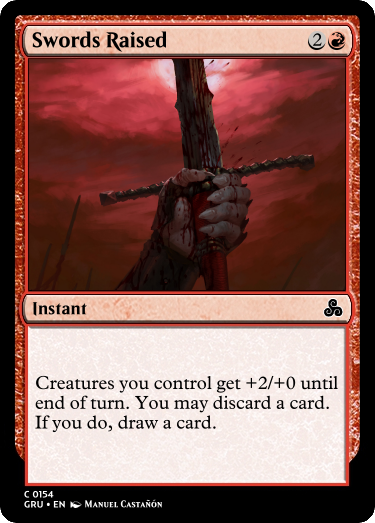 Swords Raised 2
Instant
Creatures you control get +2/+0 until
end of turn. You may discard a card.
If you do, draw a card.
C 0154
GRU • EN Manuel Castañón